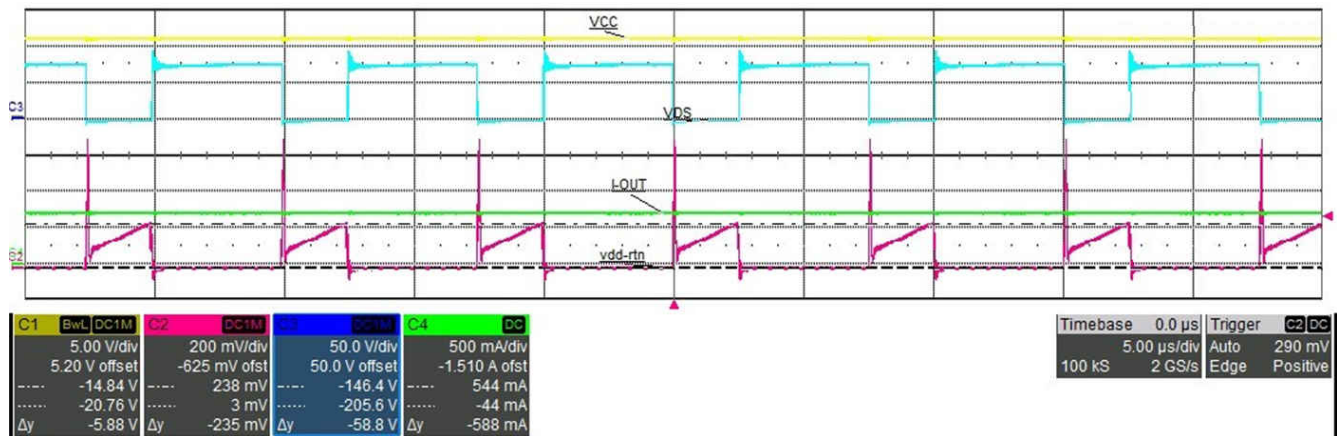 VCC
C3
VDS
I-OUT
C2
vdd-rtn
C1 BwL DC1M
5.00 V/div
5.20 V offset
-14.84 V
-20.76 V
Δy -5.88 V
C2 DC1M
200 mV/div
-625 mV ofst
238 mV
3 mV
Δy -235 mV
C3 DC1M
50.0 V/div
50.0 V offset
-146.4 V
-205.6 V
Δy -58.8 V
C4 DC
500 mA/div
-1.510 A ofst
544 mA
-44 mA
Δy -588 mA
Timebase 0.0 µs
5.00 µs/div
100 kS 2 GS/s
Trigger C2 DC
Auto 290 mV
Edge Positive